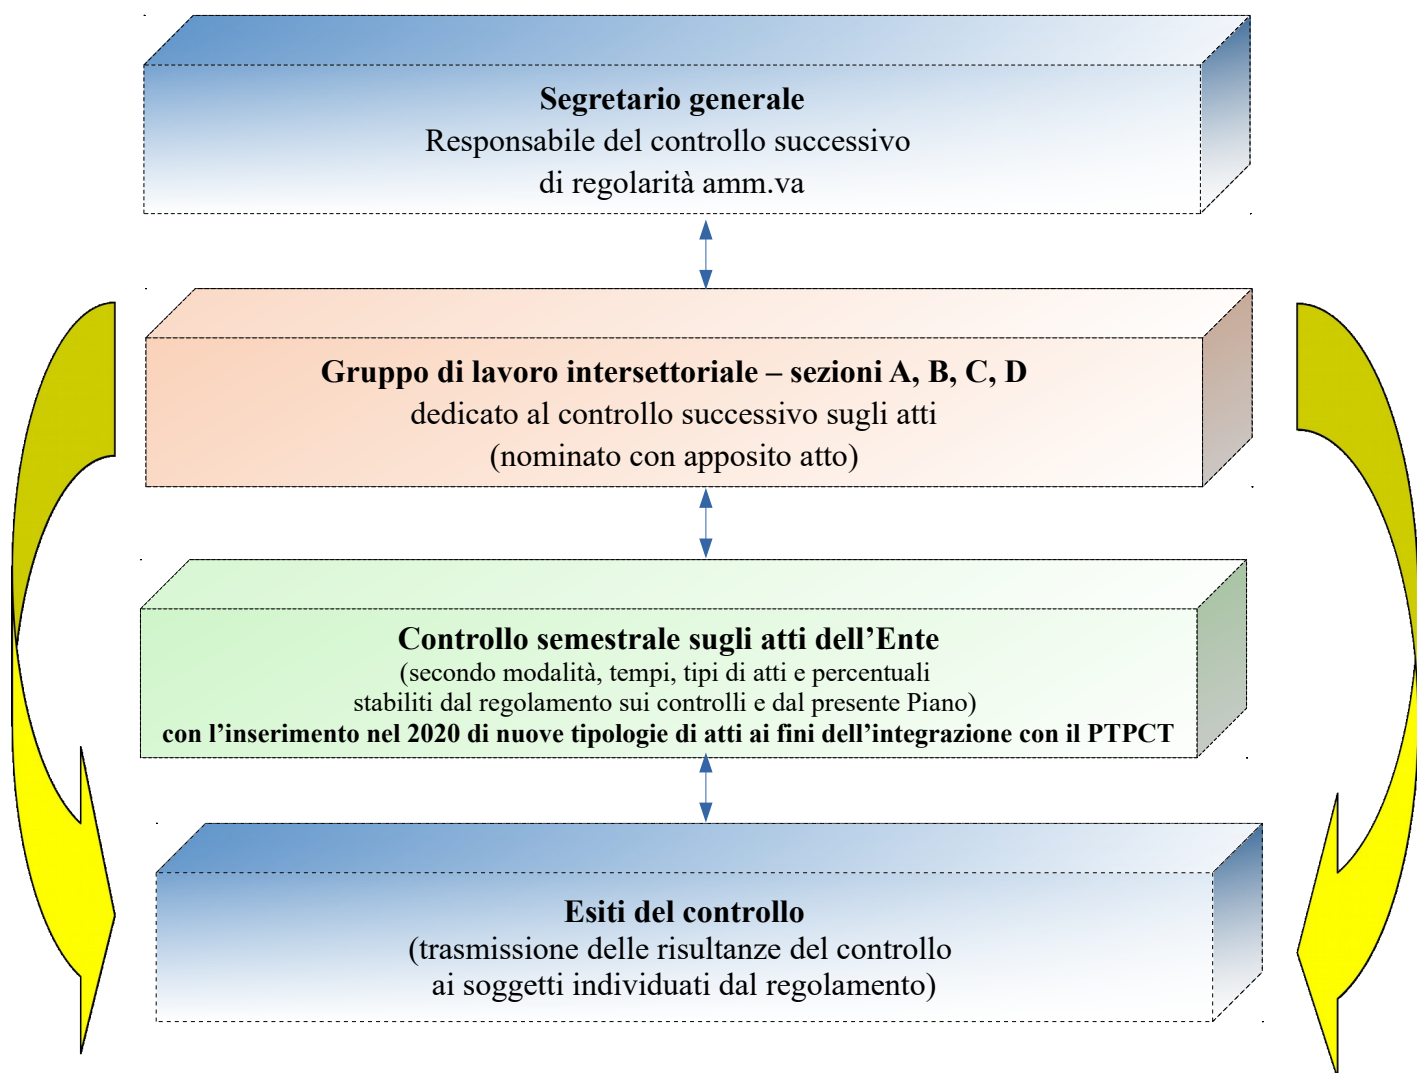 Segretario generale
Responsabile del controllo successivo
di regolarità amm.va
Gruppo di lavoro intersettoriale – sezioni A, B, C, D
dedicato al controllo successivo sugli atti
(nominato con apposito atto)
Controllo semestrale sugli atti dell’Ente
(secondo modalità, tempi, tipi di atti e percentuali
stabiliti dal regolamento sui controlli e dal presente Piano)
con l’inserimento nel 2020 di nuove tipologie di atti ai fini dell’integrazione con il PTPCT
Esiti del controllo
(trasmissione delle risultanze del controllo
ai soggetti individuati dal regolamento)